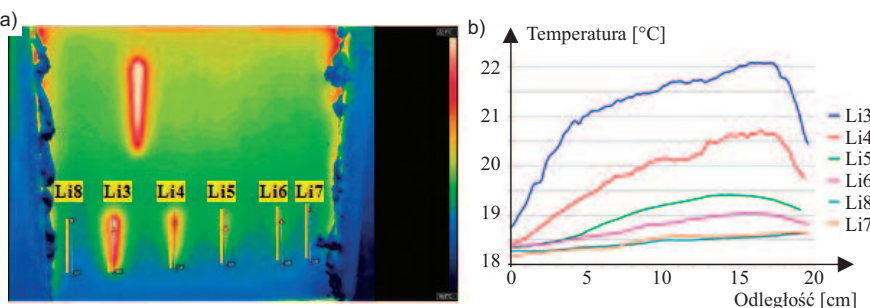 a)
Li8 Li3 Li4 Li5 Li6 Li7
b)
Temperatura [°C]
22
21
20
19
18
0 5 10 15 20
Odległość [cm]
Li3
Li4
Li5
Li6
Li8
Li7